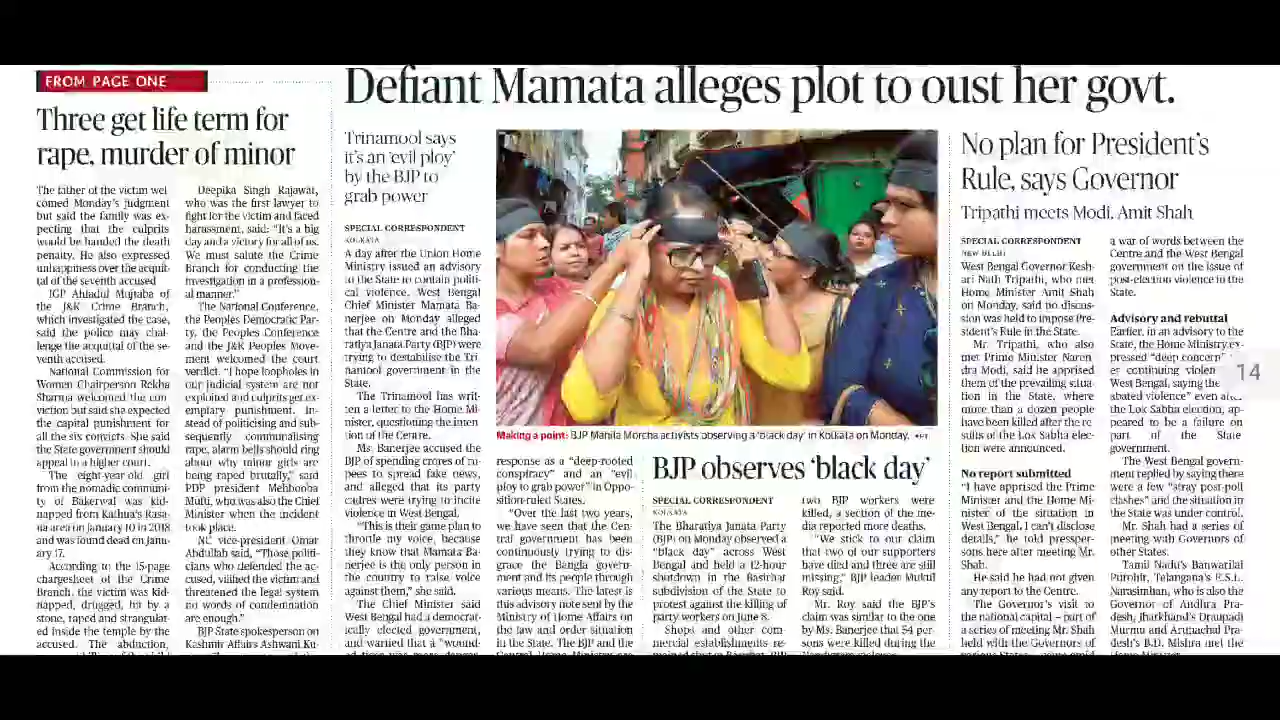 FROM PAGE ONE
Three get life term for
rape, murder of minor
The father of the victim wel-
comed Monday's judgment
but said the family was ex-
pecting that the culprits
would be handed the death
penalty. He also expressed
unhappiness over the acquit-
tal of the seventh accused
IGP Ahfadul Mujtaba of
the J&K Crime Branch,
which investigated the case,
said the police may chal-
lenge the acquittal of the se-
venth accused.
National Commission for
Women Chairperson Rekha
Sharma welcomed the con-
viction but said she expected
the capital punishment for
all the six convicts. She said
the State government should
appeal to a higher court.
The eight-year-old girl
from the nomadic communi-
ty of Bakerwal was kid-
napped from Kathua's Rasa-
na area on January 10 in 2018
and was found dead on Janu-
ary 17.
According to the 15-page
chargesheet of the Crime
Branch, the victim was kid-
napped, drugged, hit by a
stone, raped and strangulat-
ed inside the temple by the
accused. The abduction,
Deepika Singh Rajawat,
who was the first lawyer to
fight for the victim and faced
harassment, said: "It's a big
day and a victory for all of us.
We must salute the Crime
Branch for conducting the
investigation in a profession-
al manner."
The National Conference,
the Peoples Democratic Par-
ty, the Peoples Conference
and the J&K Peoples Move-
ment welcomed the court
verdict. "I hope loopholes in
our judicial system are not
exploited and culprits get ex-
emplary punishment. In-
stead of politicising and sub-
sequently communalising
rape, alarm bells should ring
about why minor girls are
being raped brutally," said
PDP president Mehbooba
Mufti, who was also the Chief
Minister when the incident
took place.
NC vice-president Omar
Abdullah said, "Those politi-
cians who defended the ac-
cused, vilified the victim and
threatened the legal system
no words of condemnation
are enough."
BJP State spokesperson on
Kashmir Affairs Ashwani Ku-
Defiant Mamata alleges plot to oust her govt.
Trinamool says
it's an 'evil ploy'
by the BJP to
grab power
SPECIAL CORRESPONDENT
KOLKATA
A day after the Union Home
Ministry issued an advisory
to the State to contain politi-
cal violence, West Bengal
Chief Minister Mamata Ba-
nerjee on Monday alleged
that the Centre and the Bha-
ratiya Janata Party (BJP) were
trying to destabilise the Tri-
namool government in the
State.
The Trinamool has writ-
ten a letter to the Home Mi-
nister, questioning the inten-
tion of the Centre.
Ms. Banerjee accused the
BJP of spending crores of ru-
pees to spread fake news,
and alleged that its party
cadres were trying to incite
violence in West Bengal.
"This is their game plan to
throttle my voice, because
they know that Mamata Ba-
nerjee is the only person in
the country to raise voice
against them," she said.
The Chief Minister said
West Bengal had a democrat-
ically elected government,
and warned that a "wound-
Making a point: BJP Mahila Morcha activists observing a 'black day' in Kolkata on Monday.
response as a "deep-rooted
conspiracy" and an "evil
ploy to grab power" in Oppo-
sition-ruled States.
"Over the last two years,
we have seen that the Cen-
tral government has been
continuously trying to dis-
grace the Bangla govern-
ment and its people through
various means. The latest is
this advisory note sent by the
Ministry of Home Affairs on
the law and order situation
in the State. The BJP and the
BJP observes 'black day'
SPECIAL CORRESPONDENT
KOLKATA
The Bharatiya Janata Party
(BJP) on Monday observed a
"black day" across West
Bengal and held a 12-hour
shutdown in the Basirhat
subdivision of the State to
protest against the killing of
party workers on June 8.
Shops and other com-
mercial establishments re-
two BJP workers were
killed, a section of the me-
dia reported more deaths.
"We stick to our claim
that two of our supporters
have died and three are still
missing," BJP leader Mukul
Roy said.
Mr. Roy said the BJP's
claim was similar to the one
by Ms. Banerjee that 54 per-
sons were killed during the
No plan for President's
Rule, says Governor
Tripathi meets Modi, Amit Shah
SPECIAL CORRESPONDENT
NEW DELHI
West Bengal Governor Kesh-
ari Nath Tripathi, who met
Home Minister Amit Shah
on Monday, said no discus-
sion was held to impose Pre-
sident's Rule in the State.
Mr. Tripathi, who also
met Prime Minister Naren-
dra Modi, said he apprised
them of the prevailing situa-
tion in the State, where
more than a dozen people
have been killed after the re-
sults of the Lok Sabha elec-
tion were announced.
No report submitted
"I have apprised the Prime
Minister and the Home Mi-
nister of the situation in
West Bengal. I can't disclose
details," he told pressper-
sons here after meeting Mr.
Shah.
He said he had not given
any report to the Centre.
The Governor's visit to
the national capital – part of
a series of meeting Mr. Shah
held with the Governors of
a war of words between the
Centre and the West Bengal
government on the issue of
post-election violence to the
State.
Advisory and rebuttal
Earlier, in an advisory to the
State, the Home Ministry ex-
pressed "deep concern"
er continuing violen
West Bengal, saying the
abated violence" even
the Lok Sabha election, ap-
peared to be a failure on
part of the State
government.
The West Bengal govern-
ment replied by saying there
were a few "stray post-poll
clashes" and the situation in
the State was under control.
Mr. Shah had a series of
meeting with Governors of
other States.
Tamil Nadu's Banwarilal
Purohit, Telangana's E.S.L.
Narasimhan, who is also the
Governor of Andhra Pra-
desh, Jharkhand's Draupadi
Murmu and Arunachal Pra-
desh's B.D. Mishra met the
14